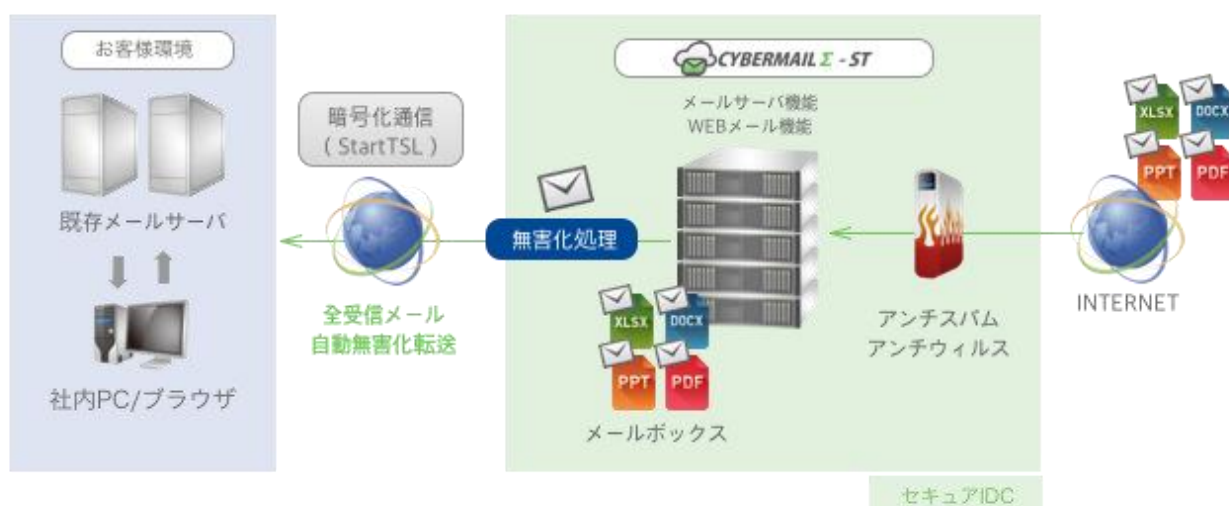 お客様環境
既存メールサーバ
社内PC/ブラウザ
暗号化通信
( StartTSL )
全受信メール
自動無害化転送
CYBERMAIL Σ - ST
メールサーバ機能
WEBメール機能
無害化処理
XLSX
DOCX
PPT
PDF
メールボックス
アンチスパム
アンチウィルス
XLSX
DOCX
PPT
PDF
INTERNET
セキュアIDC